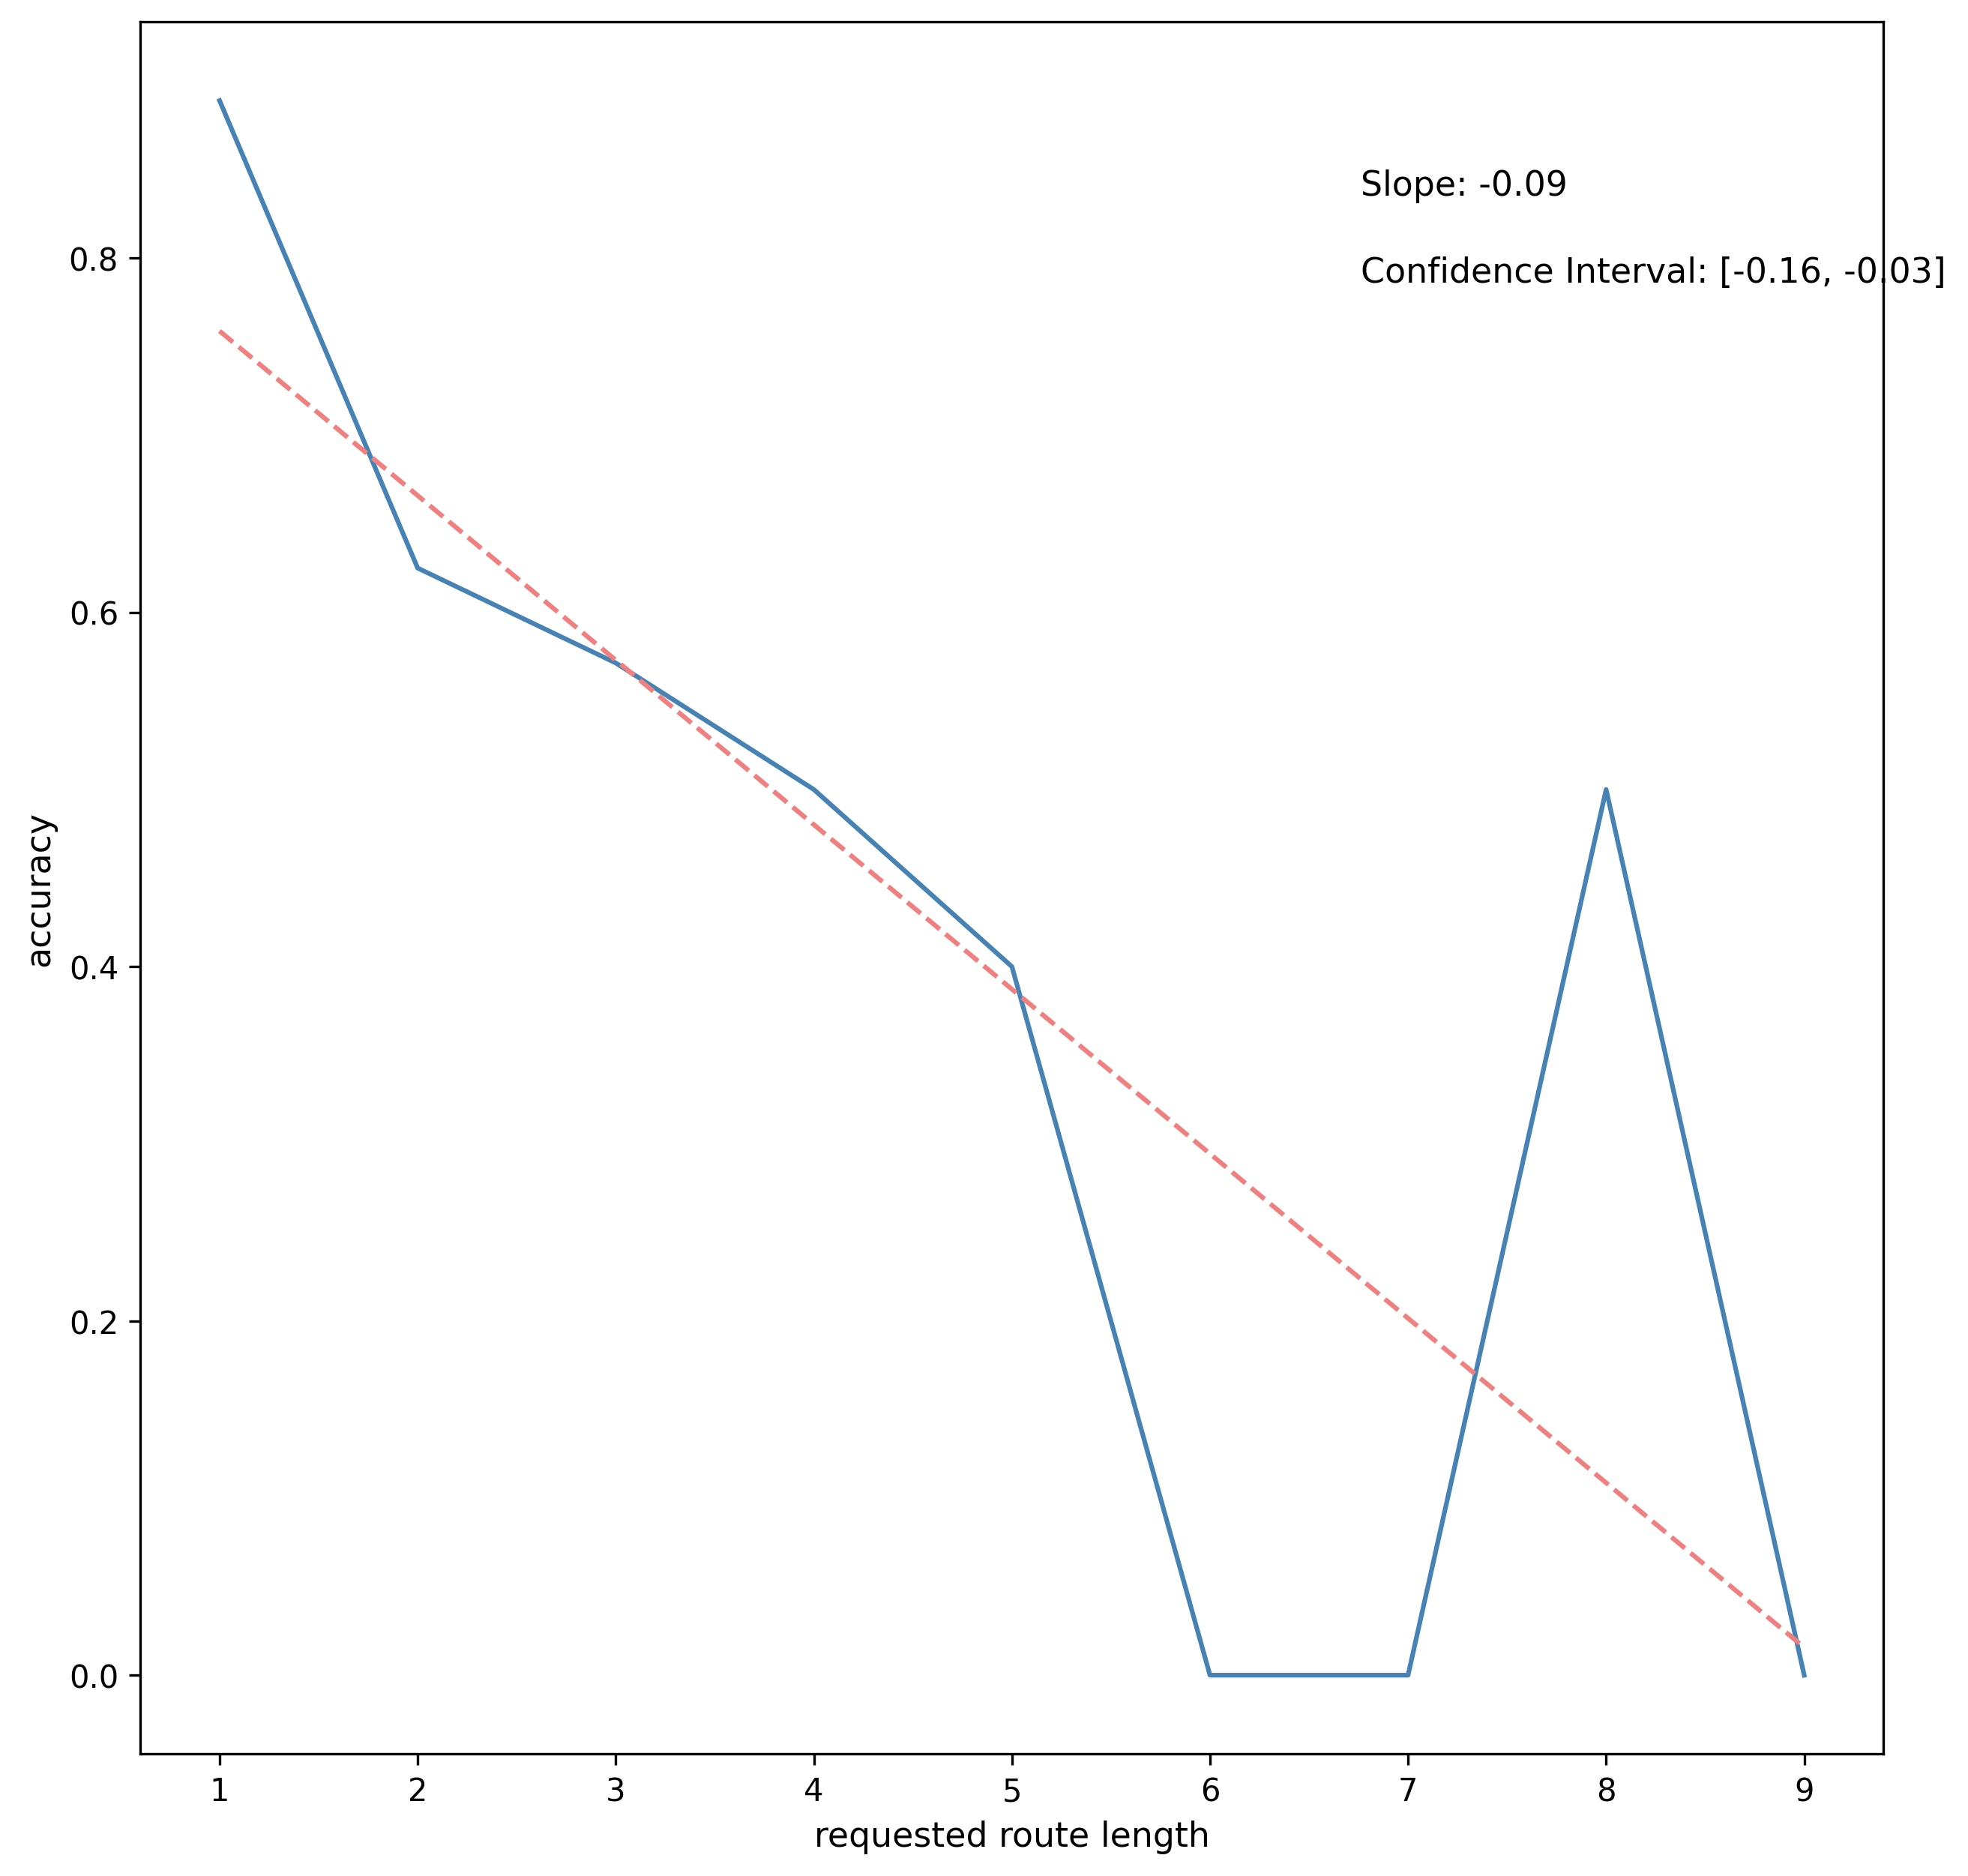 Slope: -0.09
Confidence Interval: [-0.16, -0.03]
0.8
0.6
0.4
0.2
0.0
accuracy
1 2 3 4 5 6 7 8 9
requested route length